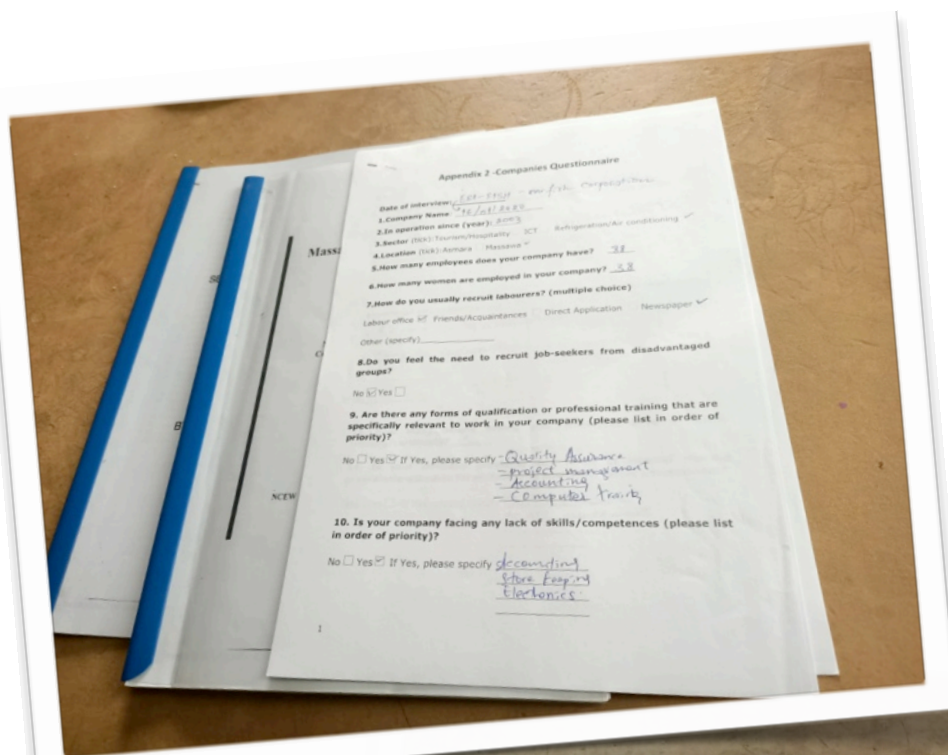 Appendix 2 -Companies Questionnaire
Date of interview:
1.Company Name:
2.In operation since (year): 2003
3.Sector (tick)-Tourism/Hospitality ICT Refrigeration/Air conditioning ✓
4.Location (tick)-Asmara Massawa ✓
5.How many employees does your company have?
6.How many women are employed in your company? 38
7.How do you usually recruit labourers? (multiple choice)
Labour office ☑ Friends/Acquaintances Direct Application Newspaper ✓
Other (specify)
8.Do you feel the need to recruit job-seekers from disadvantaged
groups?
No ☑ Yes ☐
9. Are there any forms of qualification or professional training that are
specifically relevant to work in your company (please list in order of
priority)?
No ☐ Yes ☑ If Yes, please specify - Quality Assurance
- project management
- Accounting
- Computer
10. Is your company facing any lack of skills/competences (please list
in order of priority)?
No ☐ Yes ☑ If Yes, please specify Accounting
Store keeping
1
Massa
NCEW
B